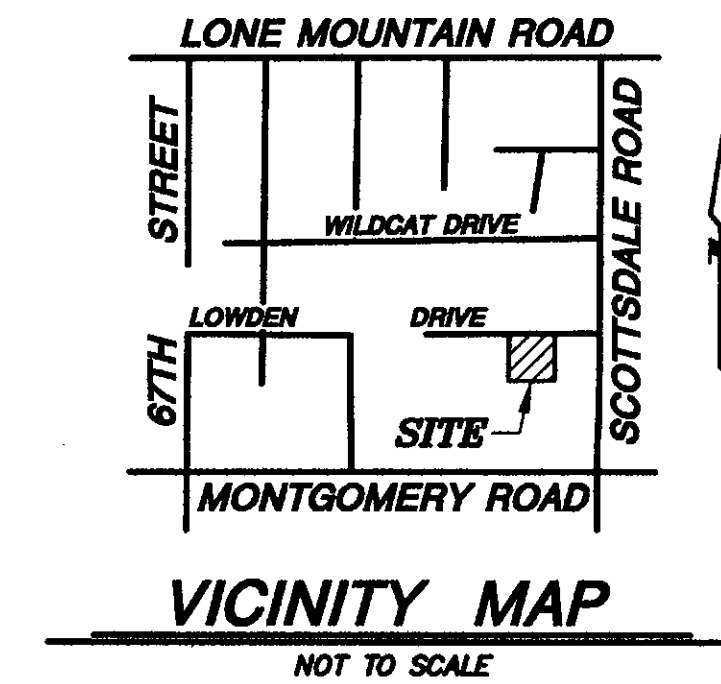 LONE MOUNTAIN ROAD
STREET
SCOTTSDALE ROAD
WILDCAT DRIVE
LOWDEN DRIVE
67TH
SITE
MONTGOMERY ROAD
VICINITY MAP
NOT TO SCALE